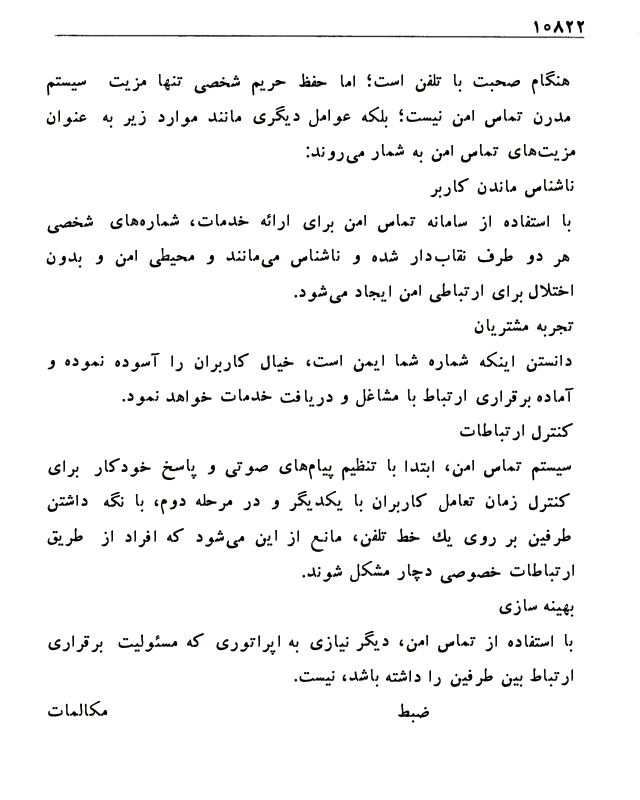 ۱۰۸۲۲
هنگام صحبت با تلفن است؛ اما حفظ حریم شخصی تنها مزیت سیستم
مدرن تماس امن نیست؛ بلکه عوامل دیگری مانند موارد زیر به عنوان
مزیت‌های تماس امن به شمار می‌روند:
ناشناس ماندن کاربر
با استفاده از سامانه تماس امن برای ارائه خدمات، شماره‌های شخصی
هر دو طرف نقاب‌دار شده و ناشناس می‌مانند و محیطی امن و بدون
اختلال برای ارتباطی امن ایجاد می‌شود.
تجربه مشتریان
دانستن اینکه شماره شما ایمن است، خیال کاربران را آسوده نموده و
آماده برقراری ارتباط با مشاغل و دریافت خدمات خواهد نمود.
کنترل ارتباطات
سیستم تماس امن، ابتدا با تنظیم پیام‌های صوتی و پاسخ خودکار برای
کنترل زمان تعامل کاربران با یکدیگر و در مرحله دوم، با نگه داشتن
طرفین بر روی یك خط تلفن، مانع از این می‌شود که افراد از طریق
ارتباطات خصوصی دچار مشکل شوند.
بهینه سازی
با استفاده از تماس امن، دیگر نیازی به اپراتوری که مسئولیت برقراری
ارتباط بین طرفین را داشته باشد، نیست.
ضبط مکالمات